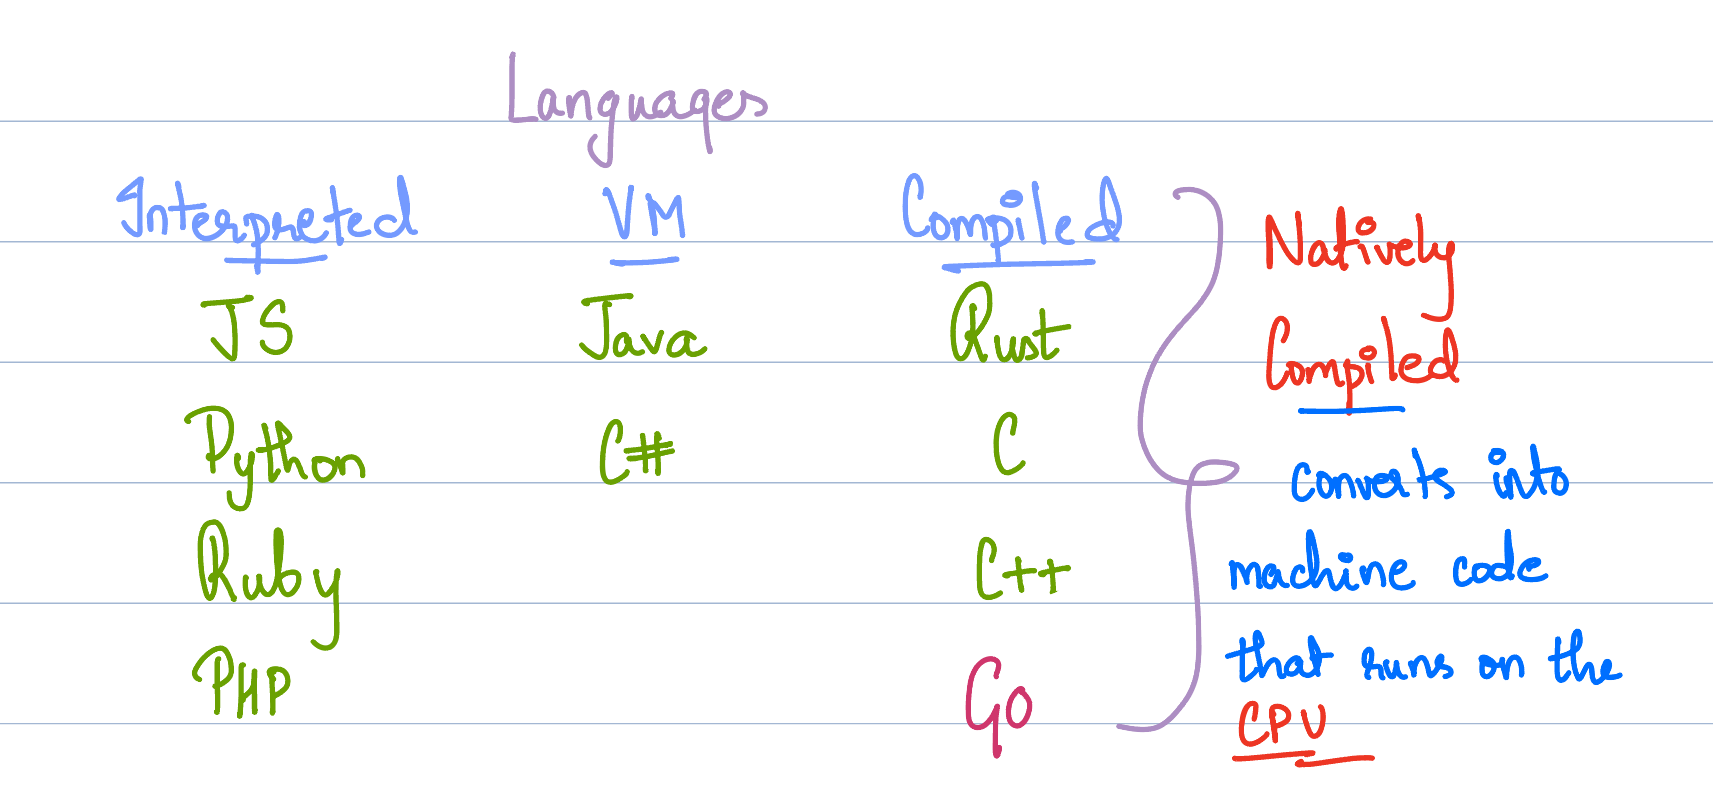 Languages
Interpreted VM Compiled
JS Java Rust
Python C# C
Ruby C++
PHP Go
Natively
Compiled
converts into
machine code
that runs on the
CPU